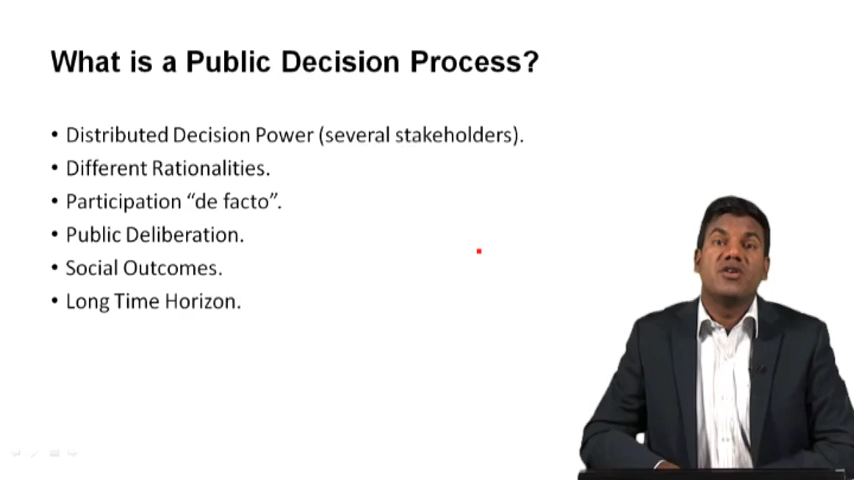 What is a Public Decision Process?
• Distributed Decision Power (several stakeholders).
• Different Rationalities.
• Participation “de facto”.
• Public Deliberation.
• Social Outcomes.
• Long Time Horizon.